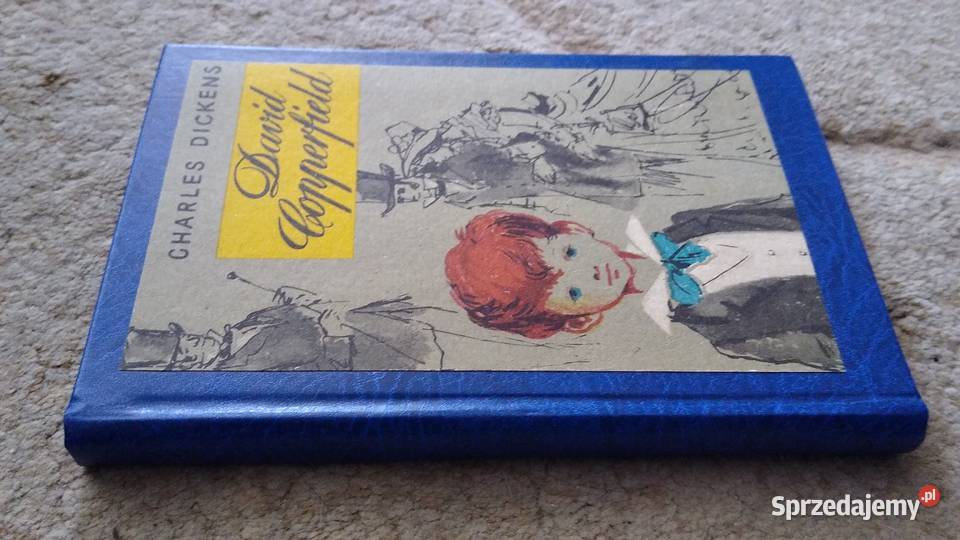 CHARLES DICKENS
David
Copperfield
Sprzedajemy.pl